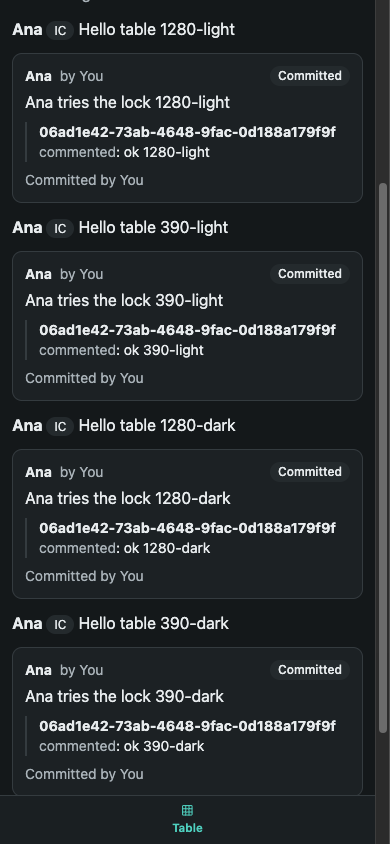 Ana IC Hello table 1280-light
Ana by You Committed
Ana tries the lock 1280-light
06ad1e42-73ab-4648-9fac-0d188a179f9f
commented: ok 1280-light
Committed by You
Ana IC Hello table 390-light
Ana by You Committed
Ana tries the lock 390-light
06ad1e42-73ab-4648-9fac-0d188a179f9f
commented: ok 390-light
Committed by You
Ana IC Hello table 1280-dark
Ana by You Committed
Ana tries the lock 1280-dark
06ad1e42-73ab-4648-9fac-0d188a179f9f
commented: ok 1280-dark
Committed by You
Ana IC Hello table 390-dark
Ana by You Committed
Ana tries the lock 390-dark
06ad1e42-73ab-4648-9fac-0d188a179f9f
commented: ok 390-dark
Committed by You
Table